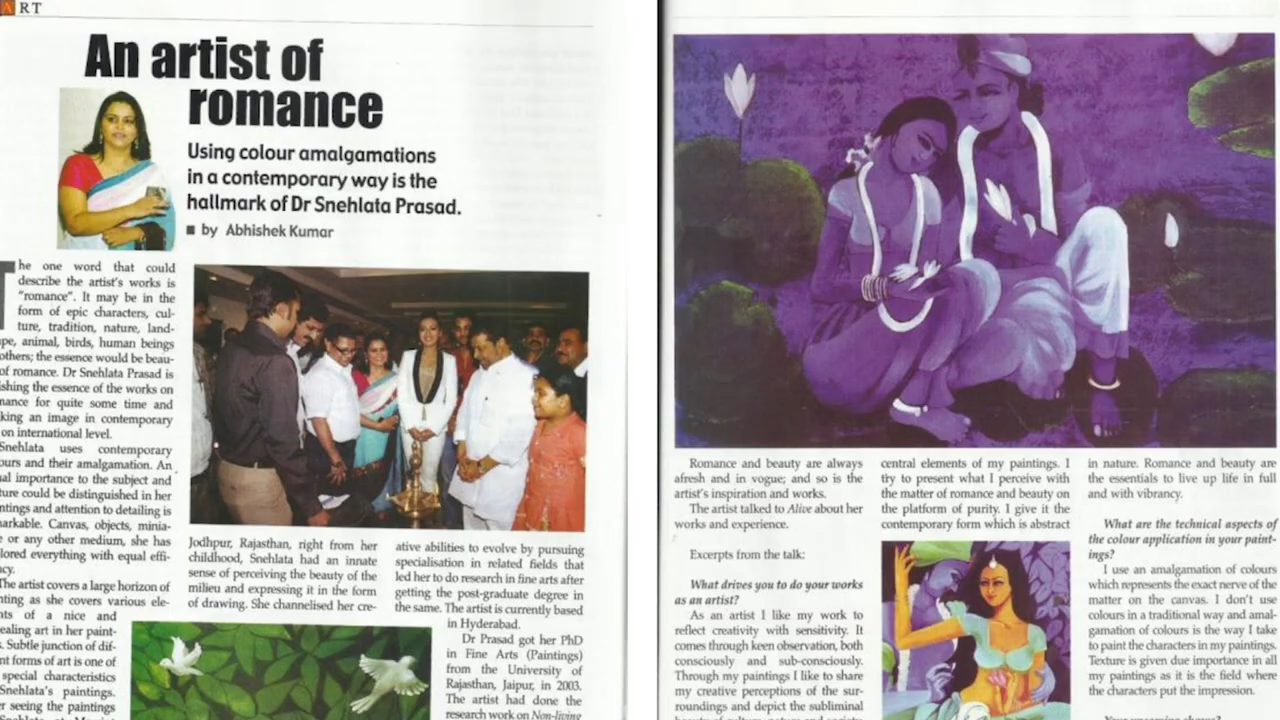 ART
An artist of
romance
Using colour amalgamations
in a contemporary way is the
hallmark of Dr Snehlata Prasad.
■ by Abhishek Kumar
The one word that could
describe the artist's works is
"romance". It may be in the
form of epic characters, cul-
ture, tradition, nature, land-
pe, animal, birds, human beings
others; the essence would be beau-
of romance. Dr Snehlata Prasad is
shing the essence of the works on
mance for quite some time and
king an image in contemporary
on international level.
Snehlata uses contemporary
ours and their amalgamation. An
al importance to the subject and
ture could be distinguished in her
ntings and attention to detailing is
arkable. Canvas, objects, minia-
e or any other medium, she has
lored everything with equal effi-
cy.
The artist covers a large horizon of
nting as she covers various ele-
nts of a nice and
ealing art in her paint-
s. Subtle junction of dif-
nt forms of art is one of
special characteristics
Snehlata's paintings.
er seeing the paintings
Snehlata at
Jodhpur, Rajasthan, right from her
childhood, Snehlata had an innate
sense of perceiving the beauty of the
milieu and expressing it in the form
of drawing. She channelised her cre-
ative abilities to evolve by pursuing
specialisation in related fields that
led her to do research in fine arts after
getting the post-graduate degree in
the same. The artist is currently based
in Hyderabad.
Dr Prasad got her PhD
in Fine Arts (Paintings)
from the University of
Rajasthan, Jaipur, in 2003.
The artist had done the
research work on Non-living
Romance and beauty are always
afresh and in vogue; and so is the
artist's inspiration and works.
The artist talked to Alive about her
works and experience.
Excerpts from the talk:
What drives you to do your works
as an artist?
As an artist I like my work to
reflect creativity with sensitivity. It
comes through keen observation, both
consciously and sub-consciously.
Through my paintings I like to share
my creative perceptions of the sur-
roundings and depict the subliminal
beauty of culture, nature and society
central elements of my paintings. I
try to present what I perceive with
the matter of romance and beauty on
the platform of purity. I give it the
contemporary form which is abstract
in nature. Romance and beauty are
the essentials to live up life in full
and with vibrancy.
What are the technical aspects of
the colour application in your paint-
ings?
I use an amalgamation of colours
which represents the exact nerve of the
matter on the canvas. I don't use
colours in a traditional way and amal-
gamation of colours is the way I take
to paint the characters in my paintings.
Texture is given due importance in all
my paintings as it is the field where
the characters put the impression.